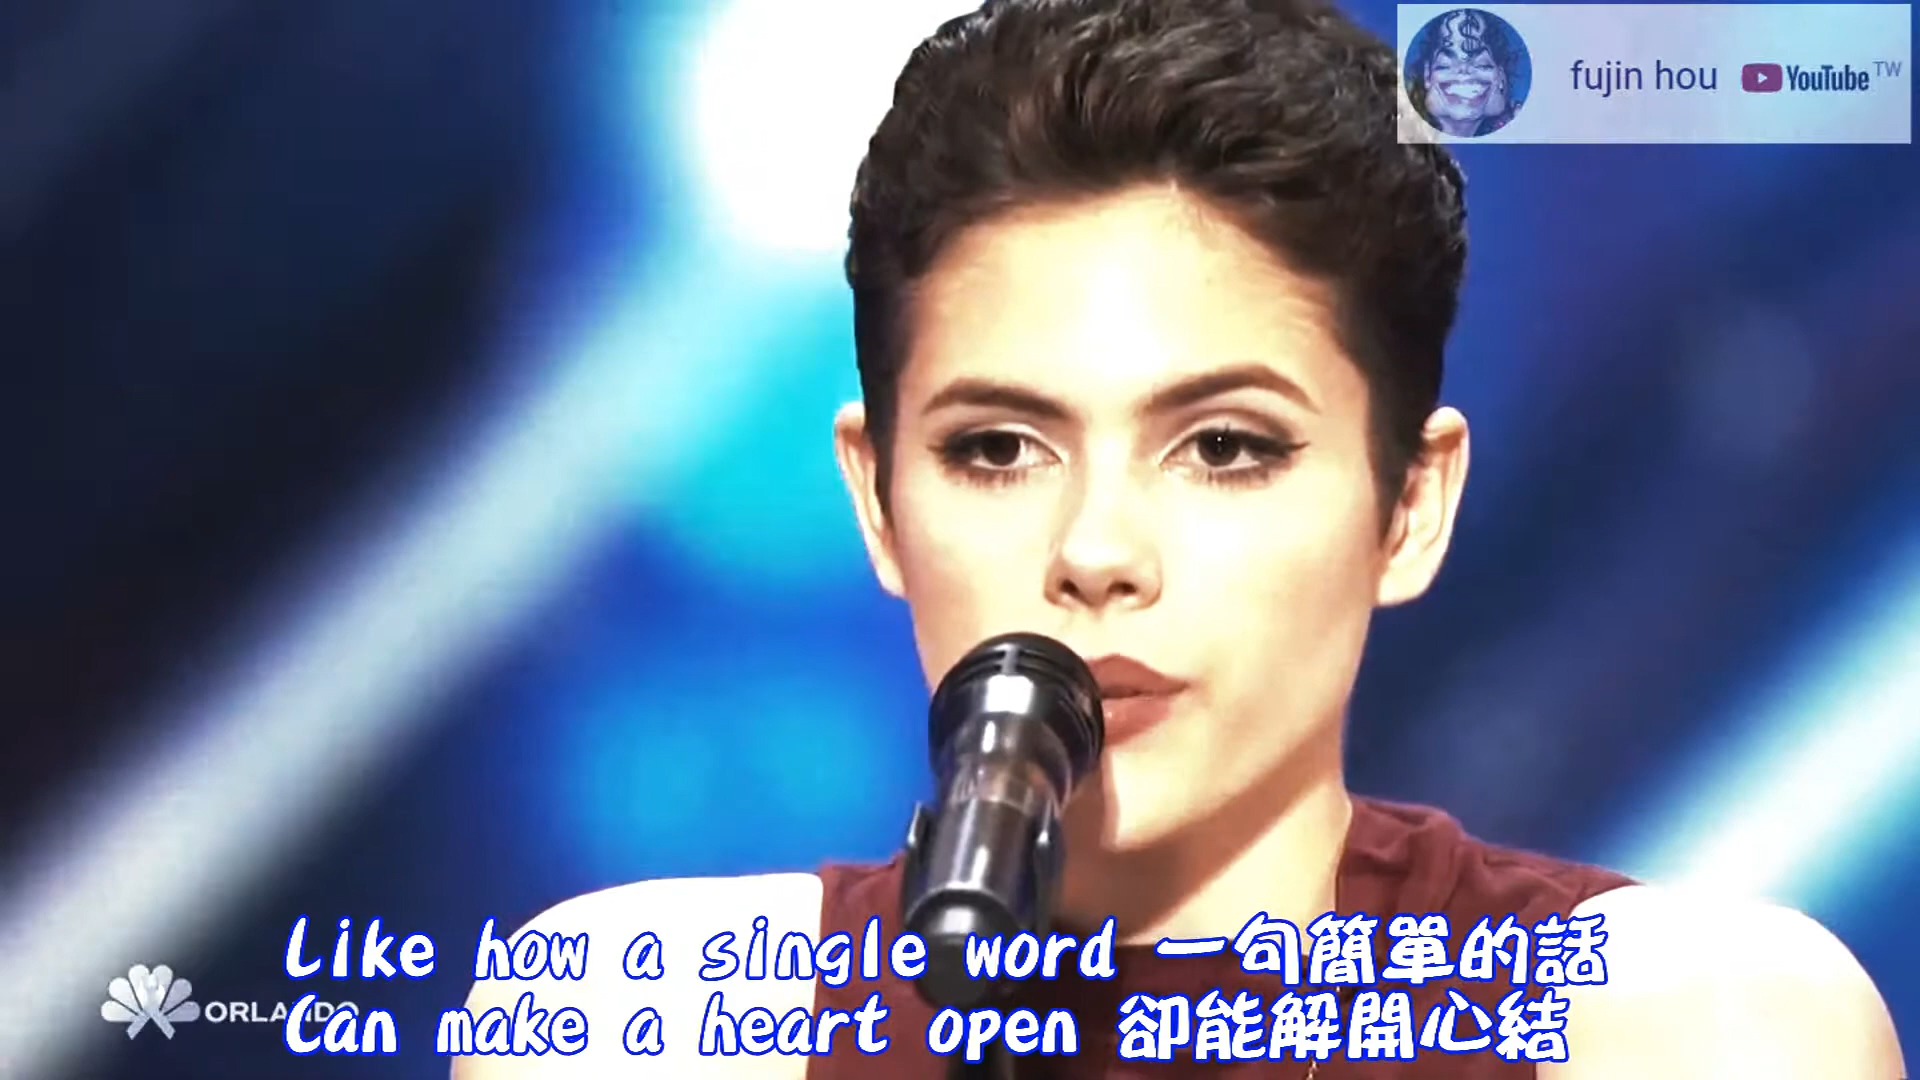 fujin hou YouTube TW
Like how a single word 一句簡單的話
ORLANDO
Can make a heart open 卻能解開心結